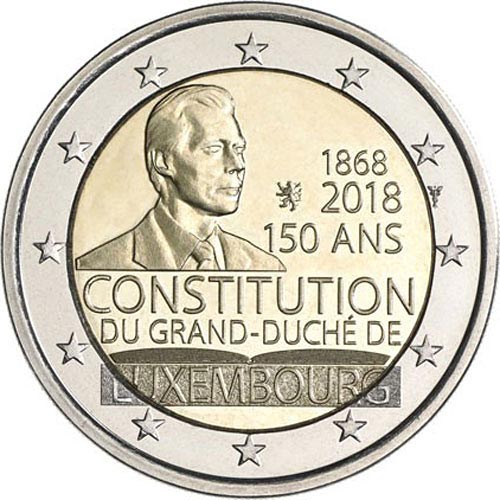 1868
2018
150 ANS
CONSTITUTION
DU GRAND-DUCHÉ DE
LUXEMBOURG